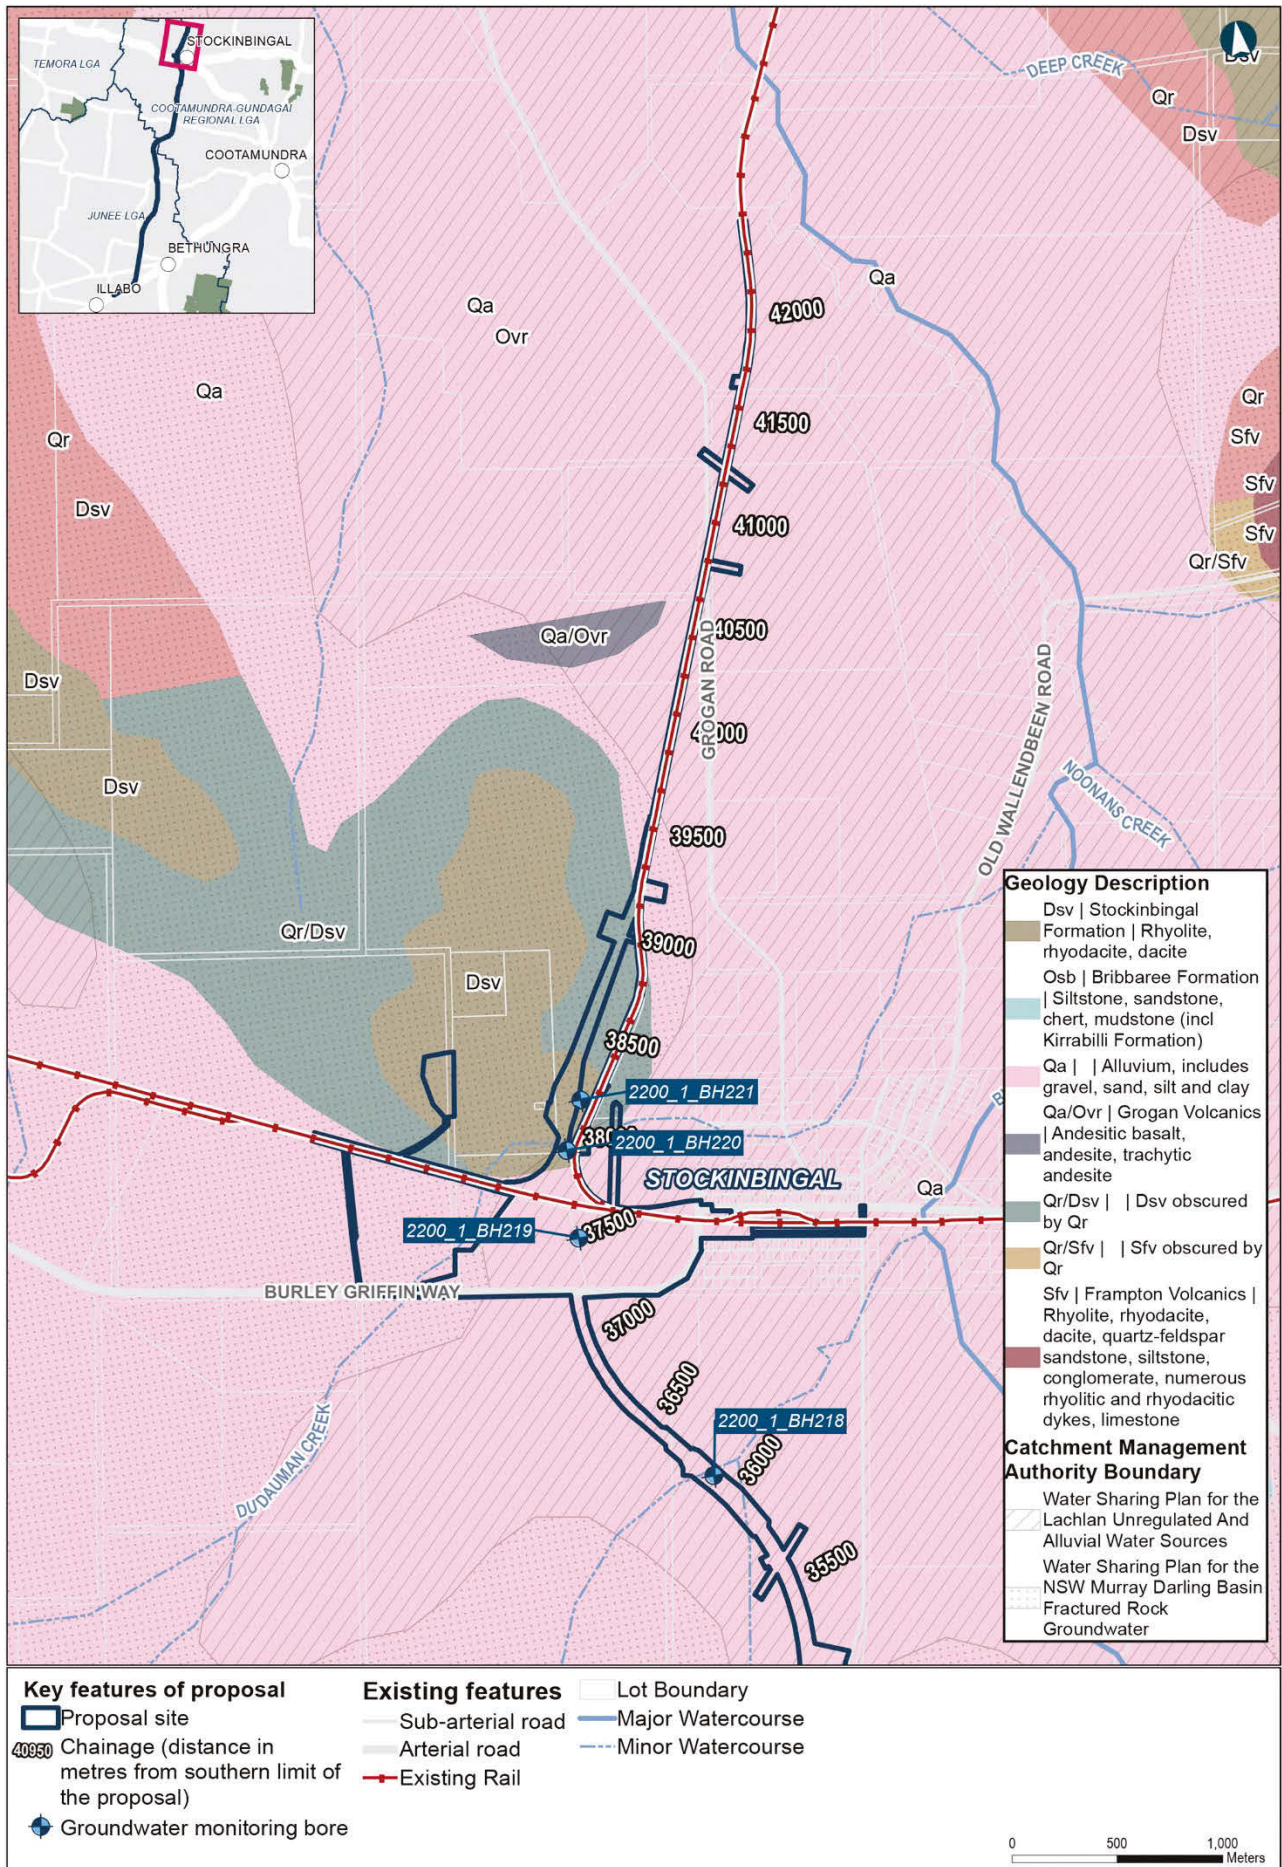 STOCKINBINGAL
TEMORA LGA
COOTAMUNDRA-GUNDAGAI
REGIONAL LGA
COOTAMUNDRA
JUNEE LGA
BETHUNGRA
ILLABO
DEEP CREEK
Dsv
Qr
Dsv
Qa
Qa
Ovr
42000
Qa
Qr
41500
Qr
Sfv
Dsv
Sfv
41000
Sfv
Qr/Sfv
Qa/Ovr
40500
GROGAN ROAD
Dsv
OLD WALLENDBEEN ROAD
NOONANS CREEK
Dsv
39500
Qr/Dsv
39000
Dsv
38500
2200_1_BH221
2200_1_BH220
STOCKINBINGAL
Qa
2200_1_BH219
37500
BURLEY GRIFFIN WAY
37000
36500
2200_1_BH218
36000
DUDAUMAN CREEK
35500
Geology Description
Dsv | Stockinbingal
Formation | Rhyolite,
rhyodacite, dacite
Osb | Bribbaree Formation
| Siltstone, sandstone,
chert, mudstone (incl
Kirrabilli Formation)
Qa | | Alluvium, includes
gravel, sand, silt and clay
Qa/Ovr | Grogan Volcanics
| Andesitic basalt,
andesite, trachytic
andesite
Qr/Dsv | | Dsv obscured
by Qr
Qr/Sfv | | Sfv obscured by
Qr
Sfv | Frampton Volcanics |
Rhyolite, rhyodacite,
dacite, quartz-feldspar
sandstone, siltstone,
conglomerate, numerous
rhyolitic and rhyodacitic
dykes, limestone
Catchment Management
Authority Boundary
Water Sharing Plan for the
Lachlan Unregulated And
Alluvial Water Sources
Water Sharing Plan for the
NSW Murray Darling Basin
Fractured Rock
Groundwater
Key features of proposal
Proposal site
40950 Chainage (distance in
metres from southern limit of
the proposal)
Groundwater monitoring bore
Existing features
Sub-arterial road
Arterial road
Existing Rail
Lot Boundary
Major Watercourse
Minor Watercourse
0 500 1,000
Meters